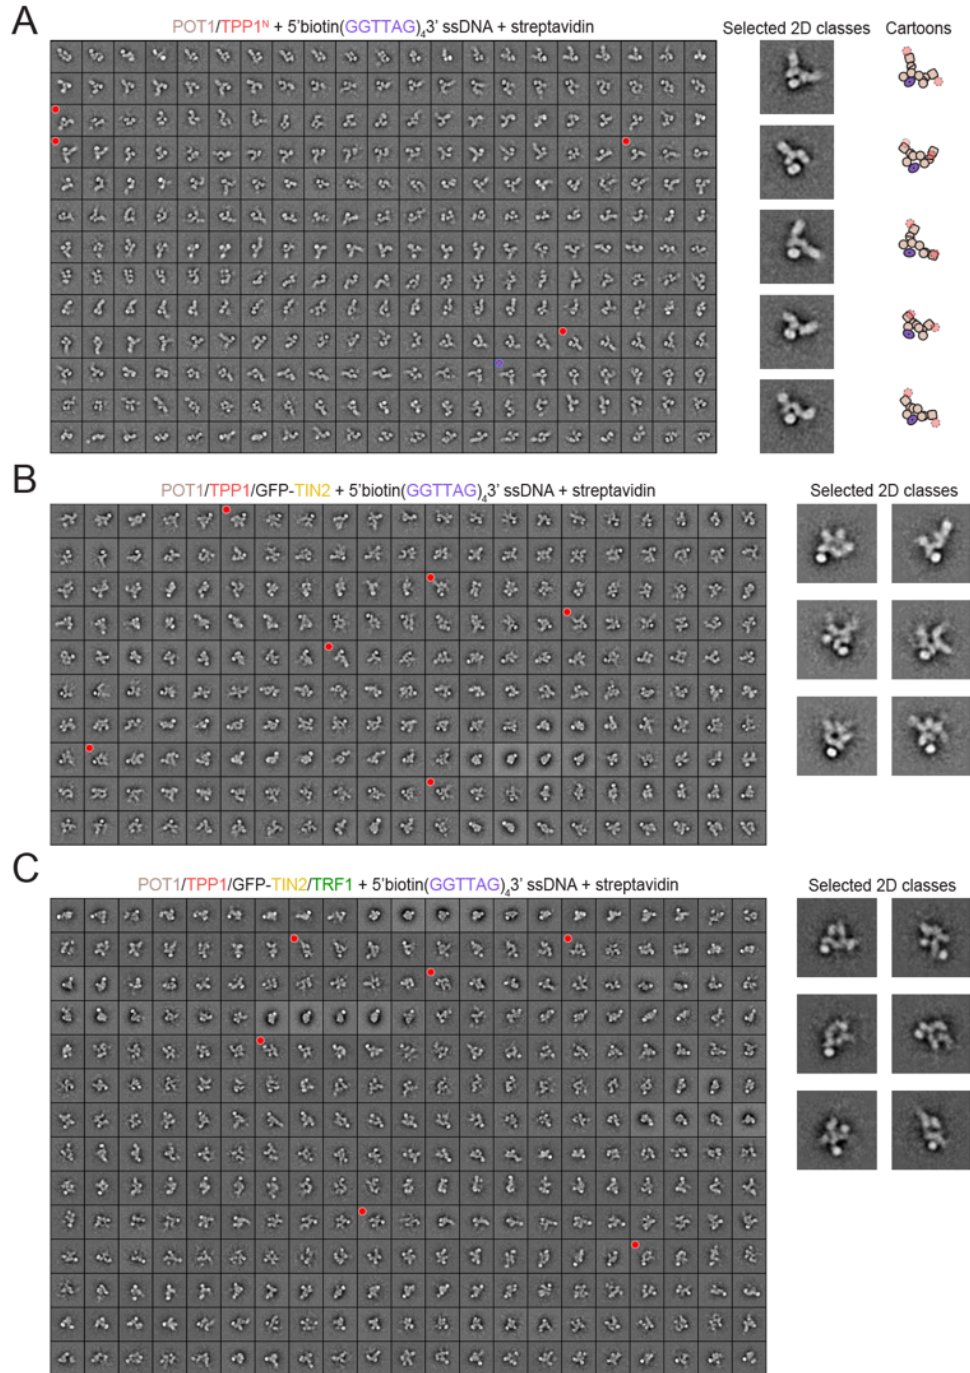 A
POT1/TPP1ᴺ + 5'biotin(GGTTAG)₄3' ssDNA + streptavidin
Selected 2D classes
Cartoons
B
POT1/TPP1/GFP-TIN2 + 5'biotin(GGTTAG)₄3' ssDNA + streptavidin
Selected 2D classes
C
POT1/TPP1/GFP-TIN2/TRF1 + 5'biotin(GGTTAG)₄3' ssDNA + streptavidin
Selected 2D classes